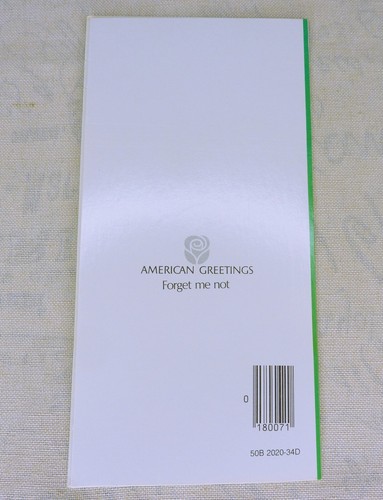 AMERICAN GREETINGS
Forget me not
0
180071
50B 2020-34D